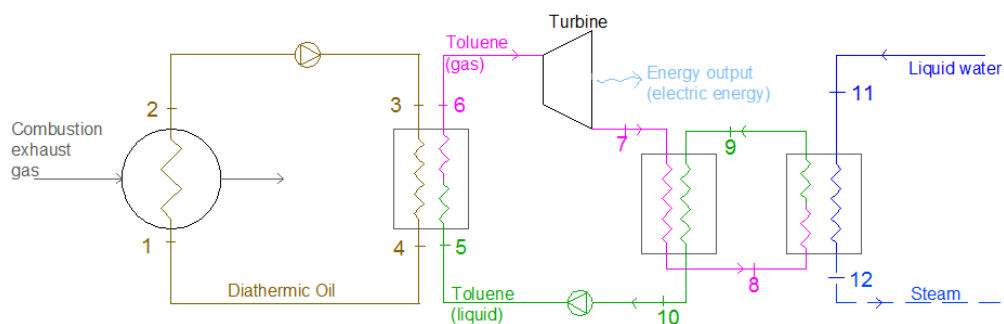 Turbine
Toluene
(gas)
Energy output
(electric energy)
Liquid water
2
3
6
11
Combustion
exhaust
gas
7
9
1
4
5
8
12
Diathermic Oil
Toluene
(liquid)
10
Steam